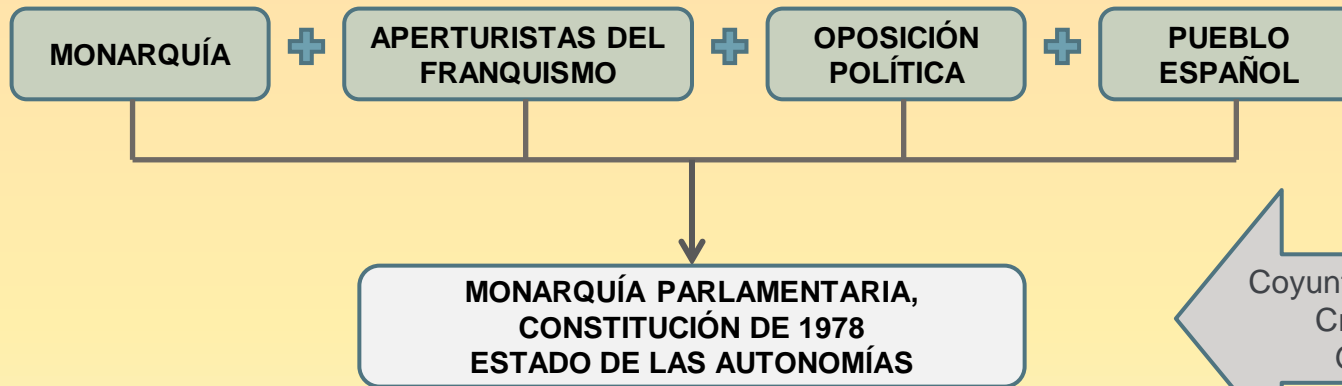 MONARQUÍA
APERTURISTAS DEL
FRANQUISMO
OPOSICIÓN
POLÍTICA
PUEBLO
ESPAÑOL
MONARQUÍA PARLAMENTARIA,
CONSTITUCIÓN DE 1978
ESTADO DE LAS AUTONOMÍAS